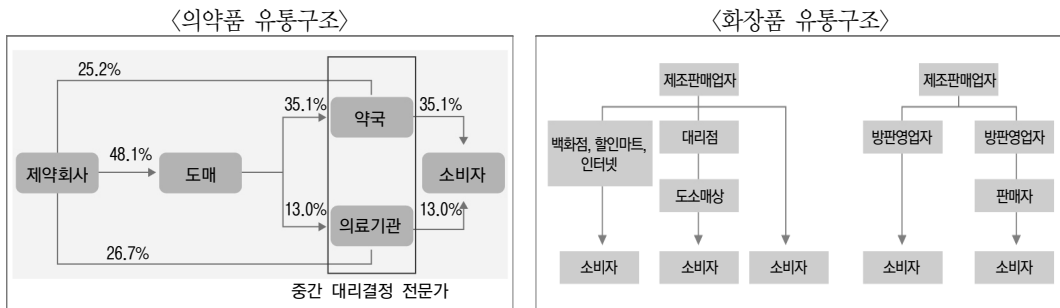 〈의약품 유통구조〉
25.2%
35.1%
약국
35.1%
제약회사
48.1%
도매
소비자
13.0%
의료기관
13.0%
26.7%
중간 대리결정 전문가
〈화장품 유통구조〉
제조판매업자
백화점, 할인마트,
인터넷
대리점
도소매상
소비자
소비자
소비자
제조판매업자
방판영업자
방판영업자
판매자
소비자
소비자